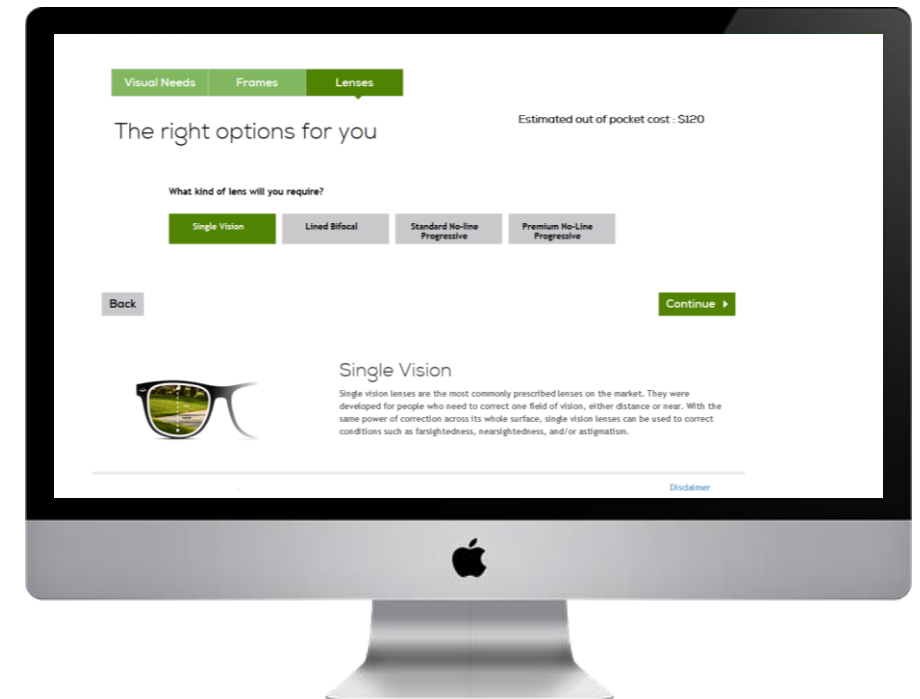 Visual Needs Frames Lenses
The right options for you
Estimated out of pocket cost : $120
What kind of lens will you require?
Single Vision
Lined Bifocal
Standard No-line
Progressive
Premium No-Line
Progressive
Back
Continue
Single Vision
Single vision lenses are the most commonly prescribed lenses on the market. They were
developed for people who need to correct one field of vision, either distance or near. With the
same power of correction across its whole surface, single vision lenses can be used to correct
conditions such as farsightedness, nearsightedness, and/or astigmatism.
Disclaimer